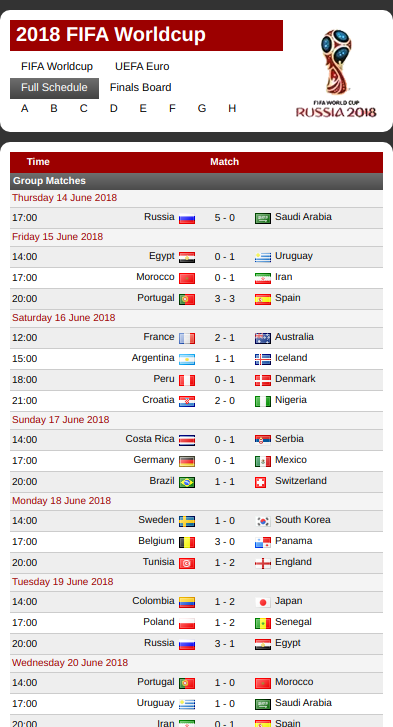 2018 FIFA Worldcup
FIFA Worldcup UEFA Euro
Full Schedule Finals Board
A B C D E F G H
FIFA WORLD CUP
RUSSIA 2018
Time Match
Group Matches
Thursday 14 June 2018
17:00 Russia 5 - 0 Saudi Arabia
Friday 15 June 2018
14:00 Egypt 0 - 1 Uruguay
17:00 Morocco 0 - 1 Iran
20:00 Portugal 3 - 3 Spain
Saturday 16 June 2018
12:00 France 2 - 1 Australia
15:00 Argentina 1 - 1 Iceland
18:00 Peru 0 - 1 Denmark
21:00 Croatia 2 - 0 Nigeria
Sunday 17 June 2018
14:00 Costa Rica 0 - 1 Serbia
17:00 Germany 0 - 1 Mexico
20:00 Brazil 1 - 1 Switzerland
Monday 18 June 2018
14:00 Sweden 1 - 0 South Korea
17:00 Belgium 3 - 0 Panama
20:00 Tunisia 1 - 2 England
Tuesday 19 June 2018
14:00 Colombia 1 - 2 Japan
17:00 Poland 1 - 2 Senegal
20:00 Russia 3 - 1 Egypt
Wednesday 20 June 2018
14:00 Portugal 1 - 0 Morocco
17:00 Uruguay 1 - 0 Saudi Arabia
20:00 Iran 0 - 1 Spain